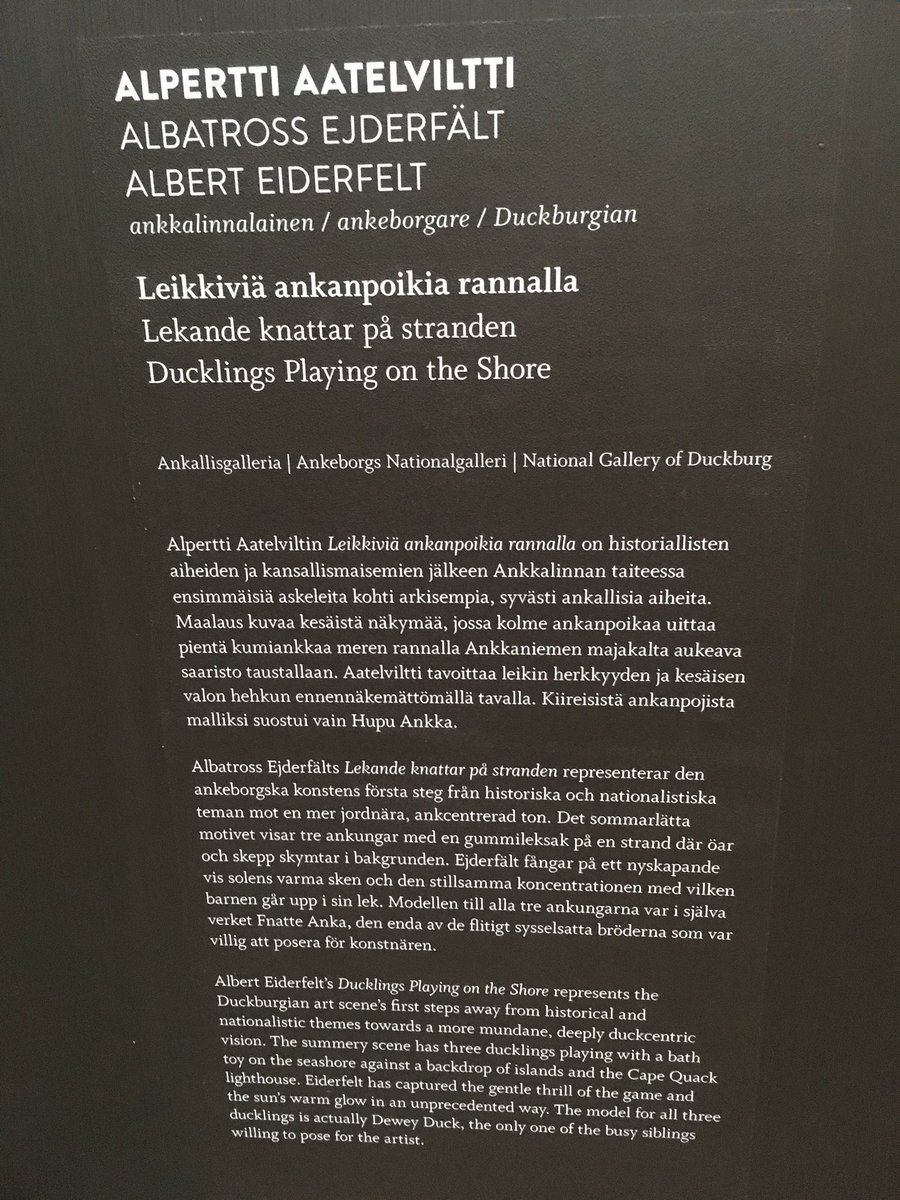 ALPERTTI AATELVILTTI
ALBATROSS EJDERFÄLT
ALBERT EIDERFELT
ankkalinnalainen / ankeborgare / Duckburgian
Leikkiviä ankanpoikia rannalla
Lekande knattar på stranden
Ducklings Playing on the Shore
Ankallisgalleria | Ankeborgs Nationalgalleri | National Gallery of Duckburg
Alpertti Aatelviltin Leikkiviä ankanpoikia rannalla on historiallisten
aiheiden ja kansallismaisemien jälkeen Ankkalinnan taiteessa
ensimmäisiä askeleita kohti arkisempia, syvästi ankallisia aiheita.
Maalaus kuvaa kesäistä näkymää, jossa kolme ankanpoikaa uittaa
pientä kumiankkaa meren rannalla Ankkaniemen majakalta aukeava
saaristo taustallaan. Aatelviltti tavoittaa leikin herkkyyden ja kesäisen
valon hehkun ennennäkemättömällä tavalla. Kiireisistä ankanpojista
malliksi suostui vain Hupu Ankka.
Albatross Ejderfälts Lekande knattar på stranden representerar den
ankeborgska konstens första steg från historiska och nationalistiska
teman mot en mer jordnära, ankcentrerad ton. Det sommarlätta
motivet visar tre ankungar med en gummileksak på en strand där öar
och skepp skymtar i bakgrunden. Ejderfält fångar på ett nyskapande
vis solens varma sken och den stillsamma koncentrationen med vilken
barnen går upp i sin lek. Modellen till alla tre ankungarna var i själva
verket Fnatte Anka, den enda av de flitigt sysselsatta bröderna som var
villig att posera för konstnären.
Albert Eiderfelt's Ducklings Playing on the Shore represents the
Duckburgian art scene's first steps away from historical and
nationalistic themes towards a more mundane, deeply duckcentric
vision. The summery scene has three ducklings playing with a bath
toy on the seashore against a backdrop of islands and the Cape Quack
lighthouse. Eiderfelt has captured the gentle thrill of the game and
the sun's warm glow in an unprecedented way. The model for all three
ducklings is actually Dewey Duck, the only one of the busy siblings
willing to pose for the artist.